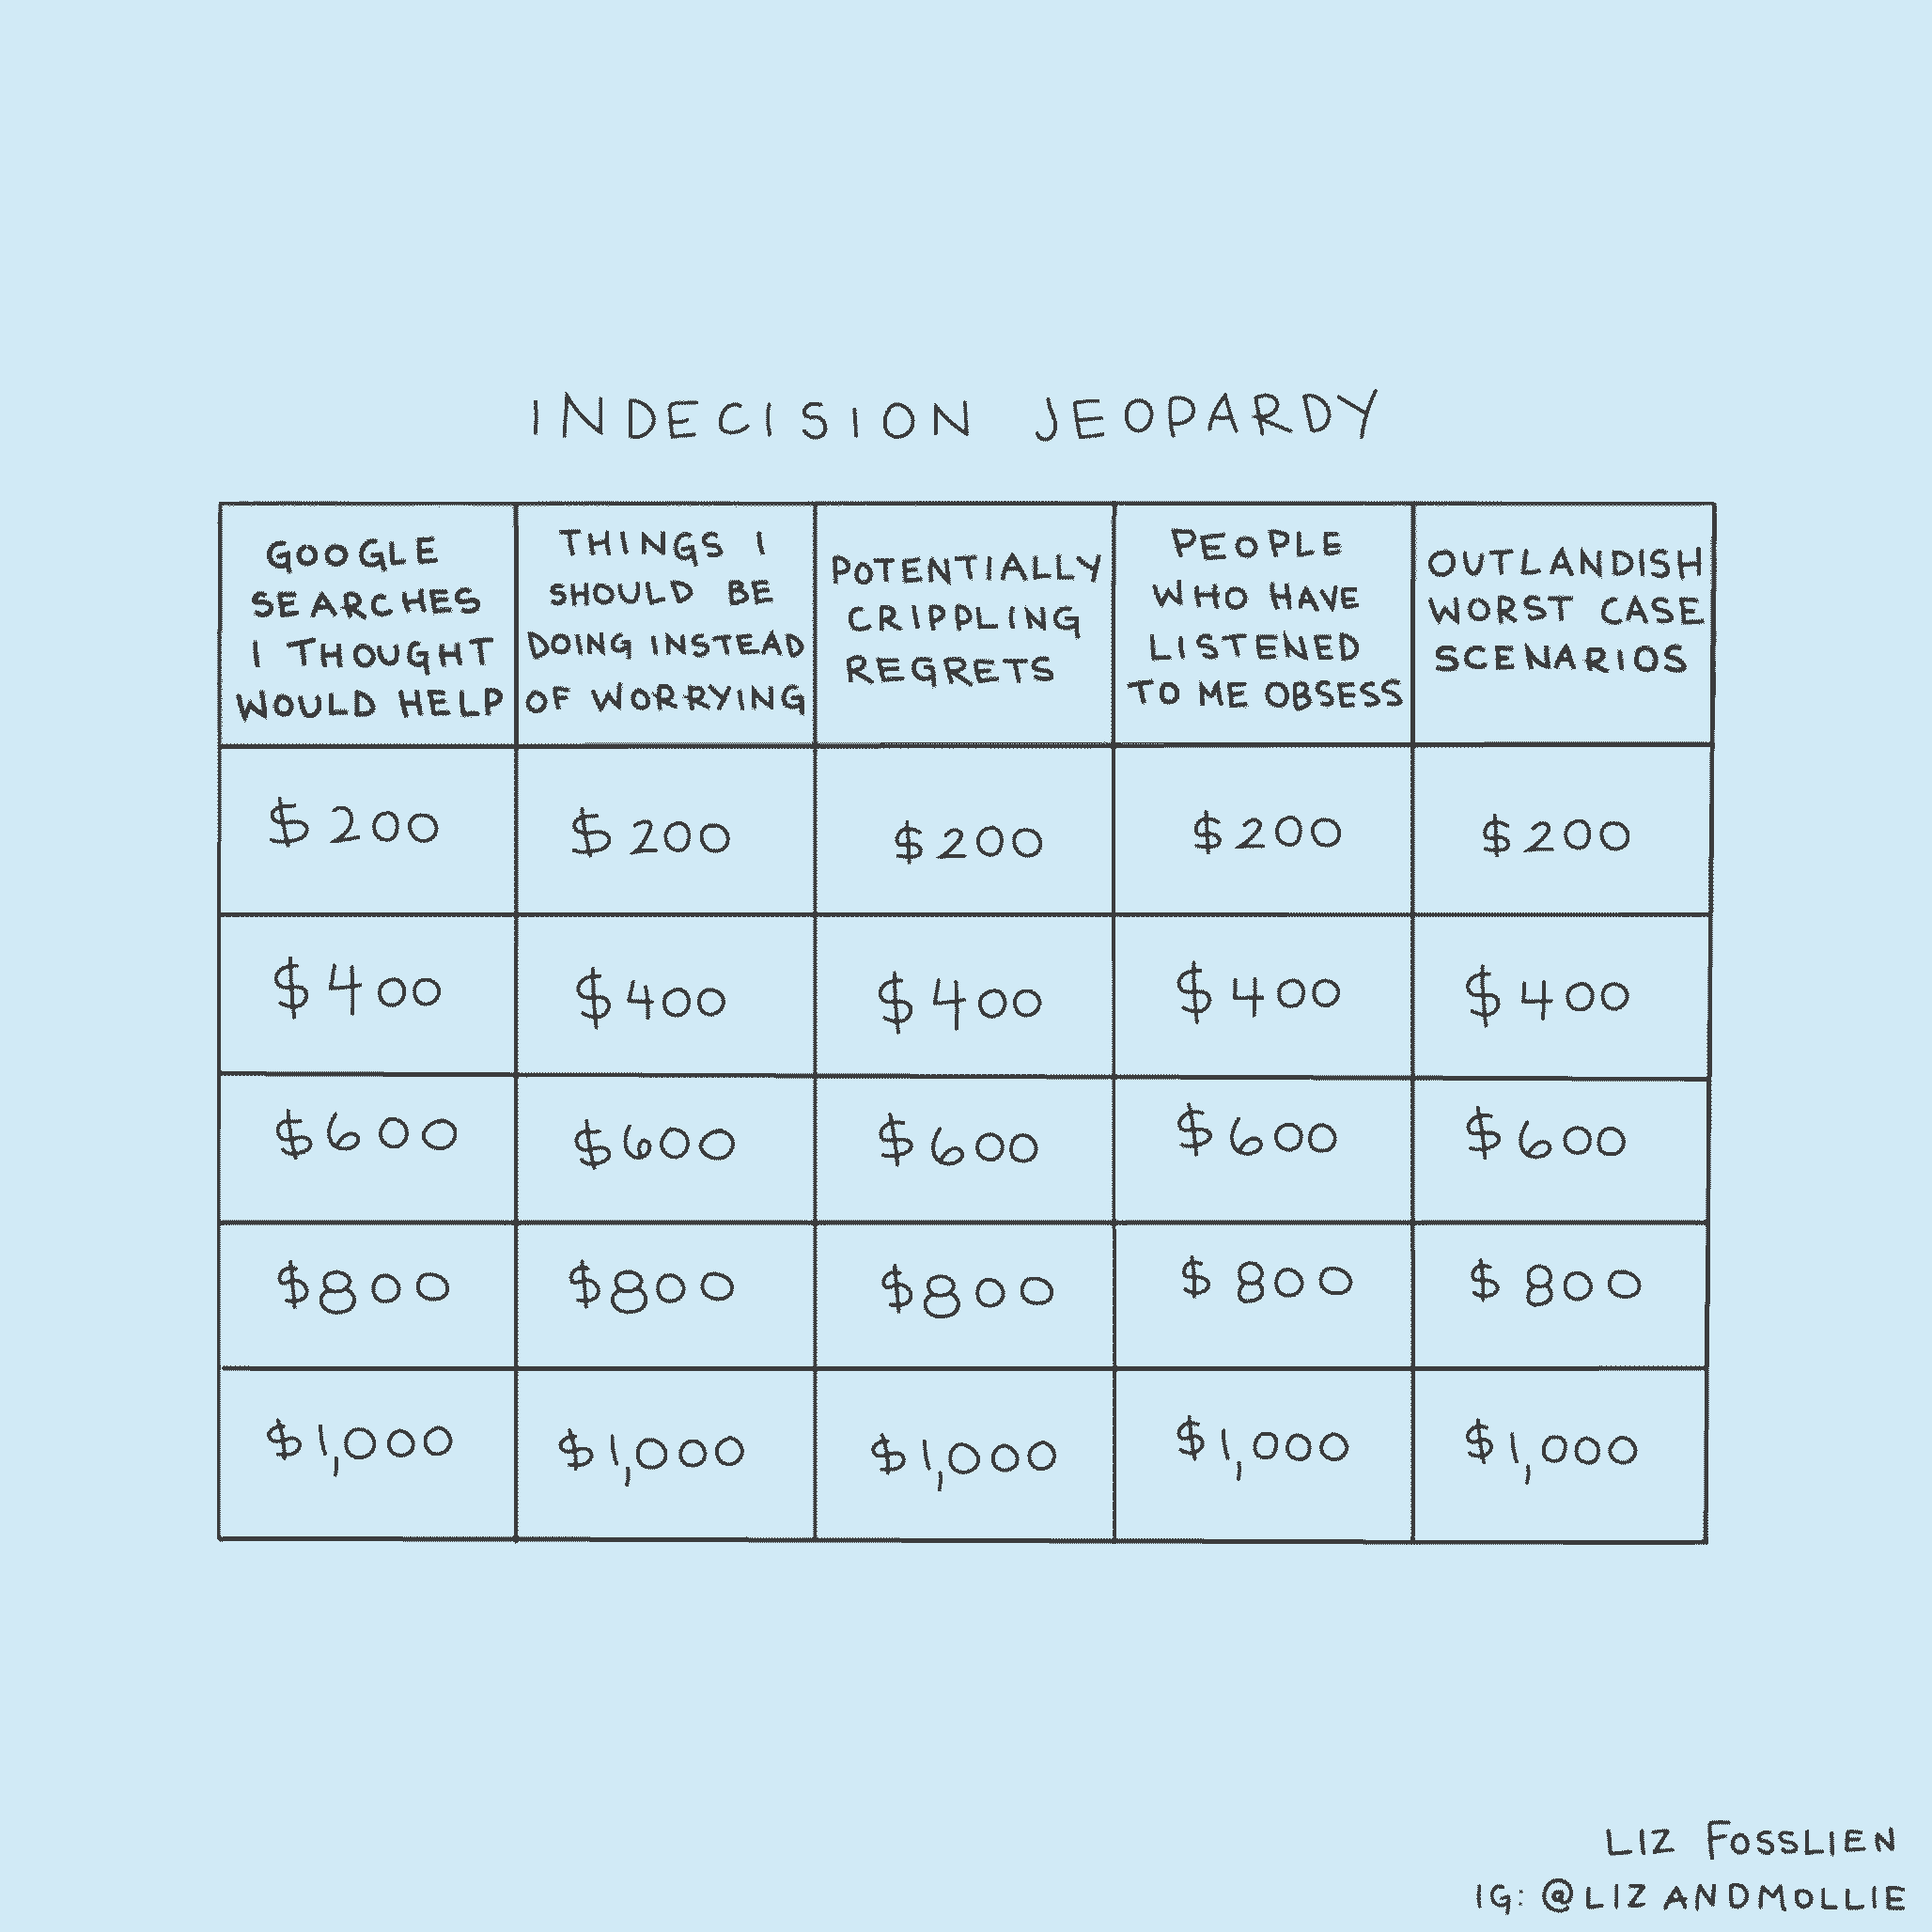 INDECISION JEOPARDY
GOOGLE
SEARCHES
I THOUGHT
WOULD HELP
THINGS I
SHOULD BE
DOING INSTEAD
OF WORRYING
POTENTIALLY
CRIPPLING
REGRETS
PEOPLE
WHO HAVE
LISTENED
TO ME OBSESS
OUTLANDISH
WORST CASE
SCENARIOS
$200 $200 $200 $200 $200
$400 $400 $400 $400 $400
$600 $600 $600 $600 $600
$800 $800 $800 $800 $800
$1,000 $1,000 $1,000 $1,000 $1,000
LIZ FOSSLIEN
IG: @LIZANDMOLLIE